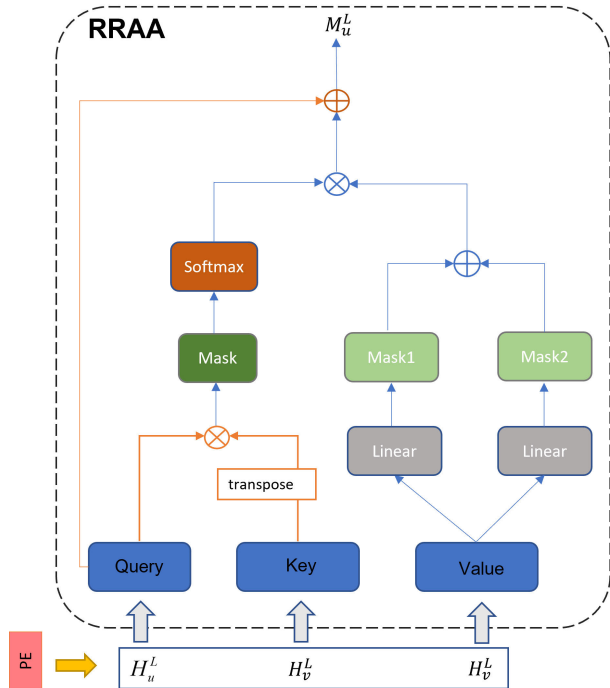 RRAA
M_u^L
Softmax
Mask
Mask1
Mask2
Linear
Linear
transpose
Query
Key
Value
PE
H_u^L
H_v^L
H_v^L